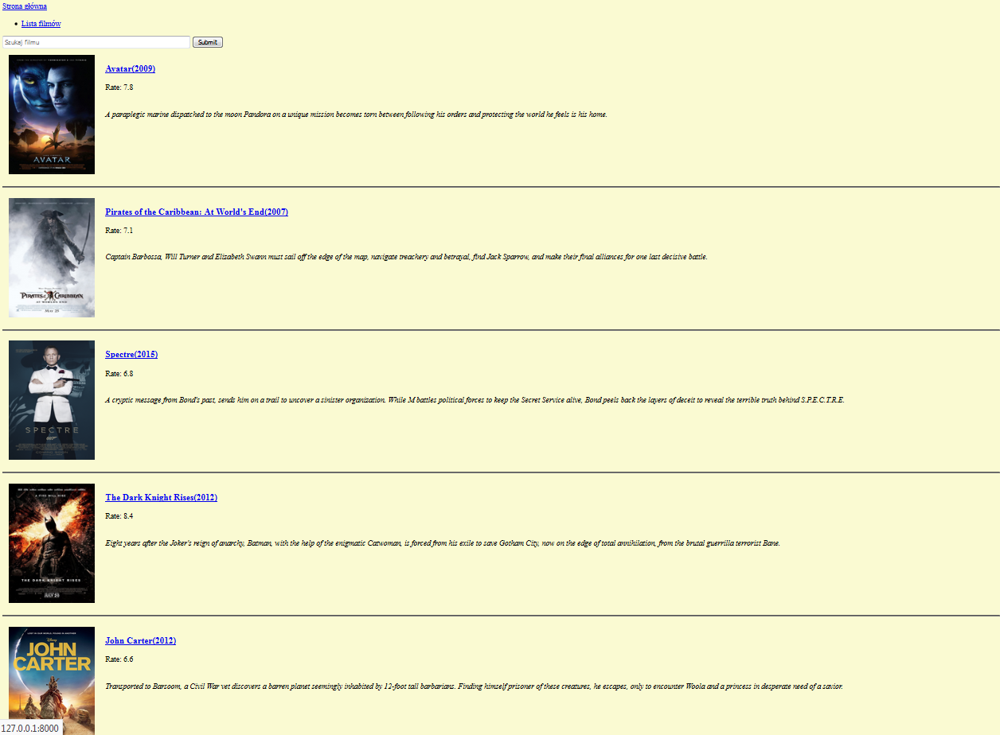 Strona główna
Lista filmów
Szukaj filmu
Submit
AVATAR
Avatar(2009)
Rate: 7.8
A paraplegic marine dispatched to the moon Pandora on a unique mission becomes torn between following his orders and protecting the world he feels is his home.
PIRATES of the CARIBBEAN
AT WORLD'S END
MAY 25
Pirates of the Caribbean: At World's End(2007)
Rate: 7.1
Captain Barbossa, Will Turner and Elizabeth Swann must sail off the edge of the map, navigate treachery and betrayal, find Jack Sparrow, and make their final alliances for one last decisive battle.
SPECTRE
007
COMING SOON
Spectre(2015)
Rate: 6.8
A cryptic message from Bond's past, sends him on a trail to uncover a sinister organisation. While M battles political forces to keep the Secret Service alive, Bond peels back the layers of deceit to reveal the terrible truth behind S.P.E.C.T.R.E.
A FIRE WILL RISE
THE DARK KNIGHT RISES
JULY 20
The Dark Knight Rises(2012)
Rate: 8.4
Eight years after the Joker's reign of anarchy, Batman, with the help of the enigmatic Catwoman, is forced from his exile to save Gotham City, now on the edge of total annihilation, from the brutal guerrilla terrorist Bane.
LOST IN OUR WORLD, FOUND IN ANOTHER
Disney
JOHN
CARTER
John Carter(2012)
Rate: 6.6
Transported to Barsoom, a Civil War vet discovers a barren planet seemingly inhabited by 12-foot tall barbarians. Finding himself prisoner of these creatures, he escapes, only to encounter Woola and a princess in desperate need of a savior.
127.0.0.1:8000